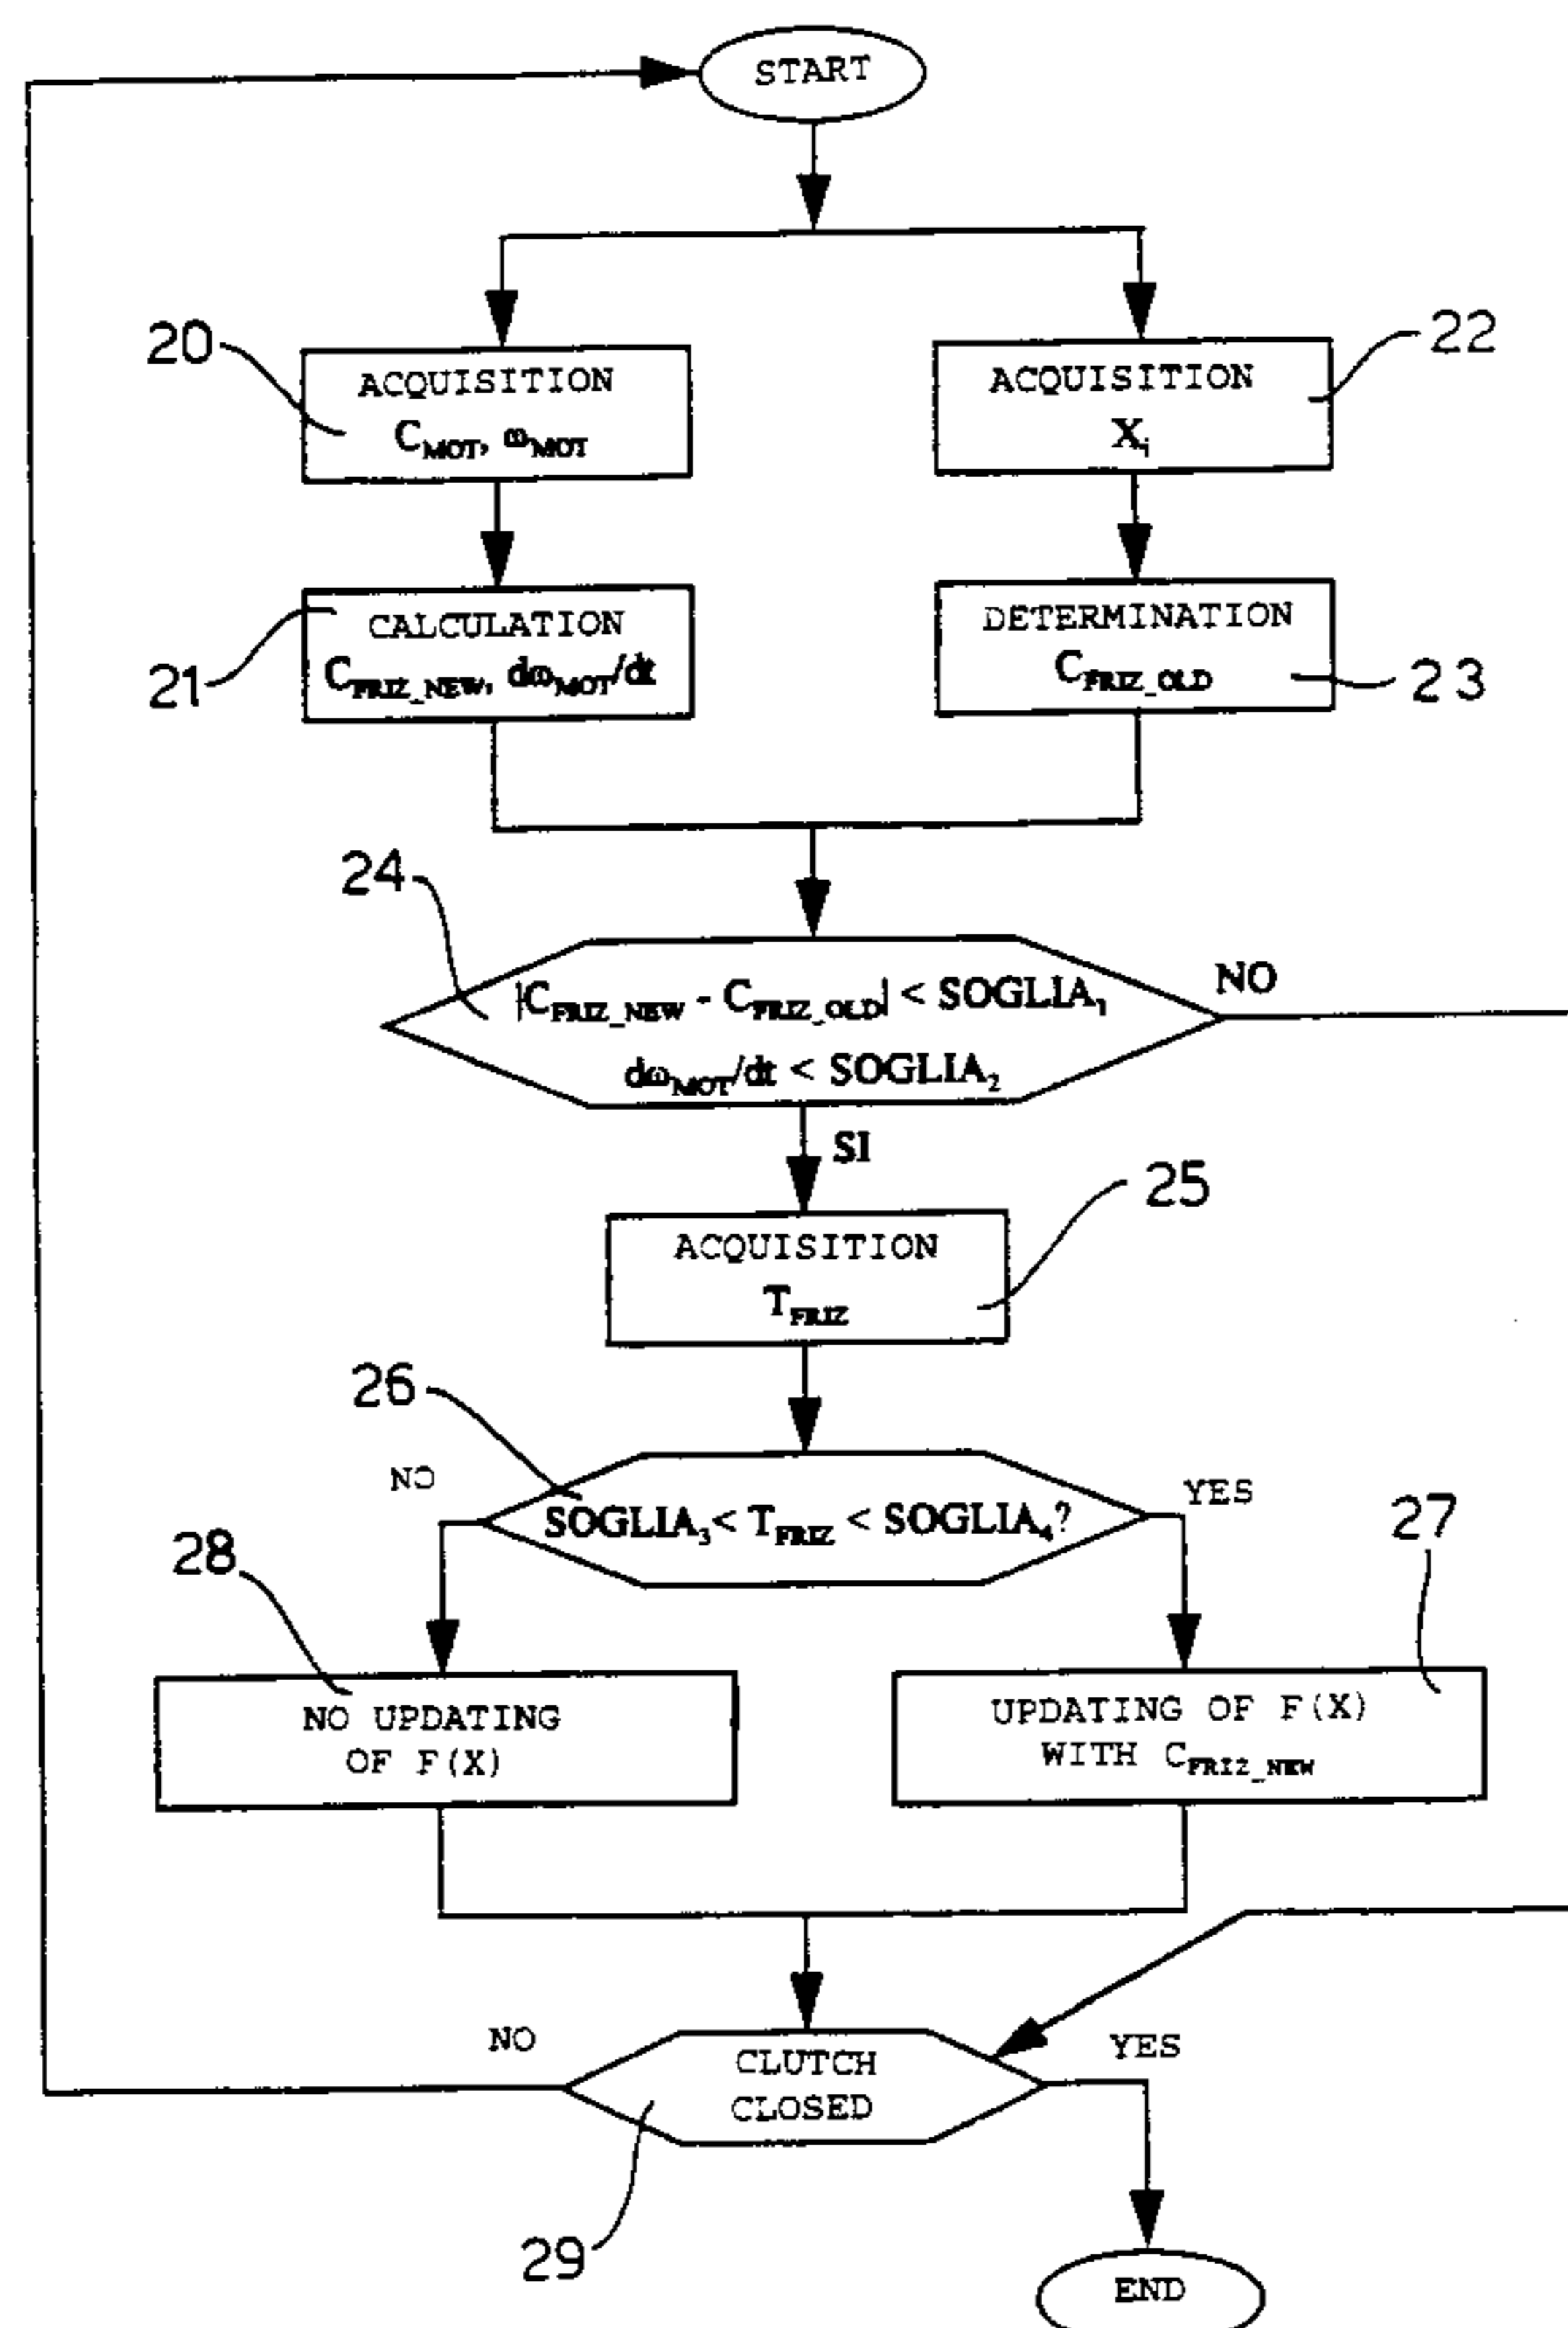 START
20
ACQUISITION
C_MOT, ω_MOT
22
ACQUISITION
X_i
21
CALCULATION
C_FRIZ_NEW, dω_MOT/dt
DETERMINATION
C_FRIZ_OLD
23
24
|C_FRIZ_NEW - C_FRIZ_OLD| < SOGLIA_1
dω_MOT/dt < SOGLIA_2
NO
SI
25
ACQUISITION
T_FRIZ
26
NO
SOGLIA_3 < T_FRIZ < SOGLIA_4?
YES
27
28
NO UPDATING
OF F(X)
UPDATING OF F(X)
WITH C_FRIZ_NEW
NO
CLUTCH
CLOSED
YES
29
END